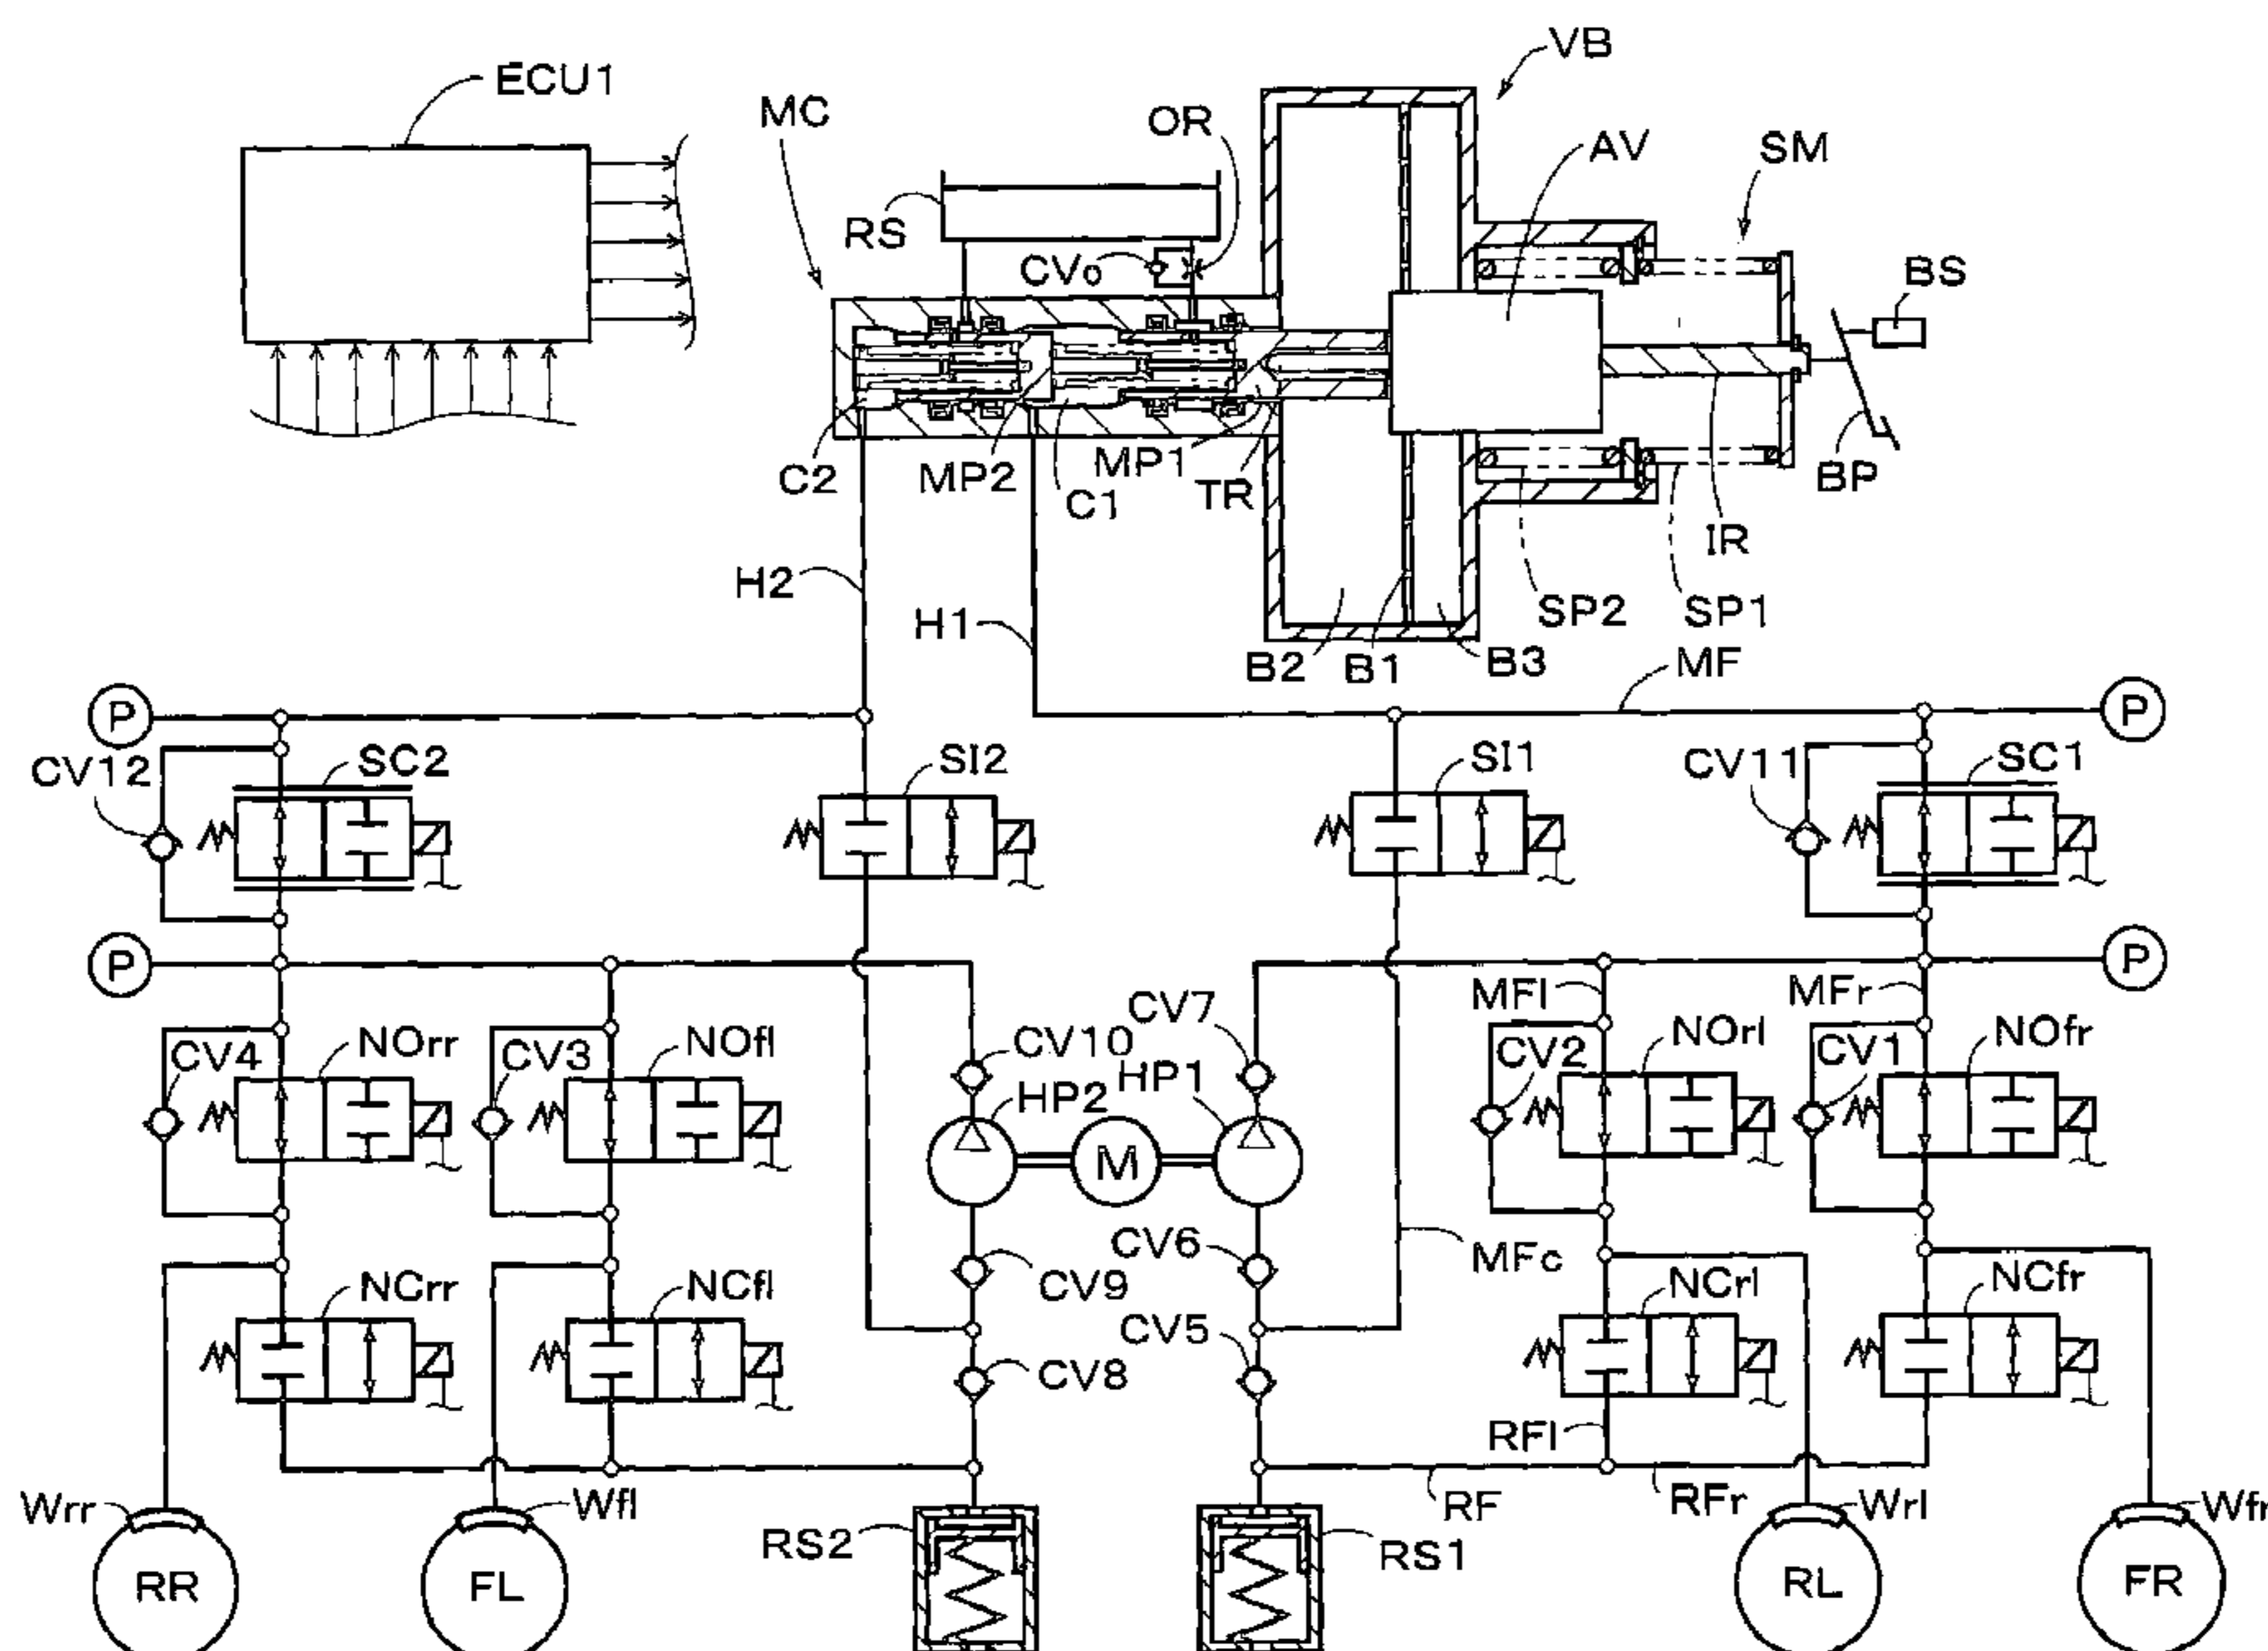 VB
ECU1
MC
OR
AV
SM
RS
CVo
BS
C2
MP2
C1
MP1
TR
BP
IR
H2
H1
SP2
SP1
B2
B1
B3
MF
P
P
CV12
SC2
SI2
SI1
CV11
SC1
P
P
MFl
MFr
CV7
CV4
NOrr
CV3
NOfl
CV10
HP1
CV2
NOrl
CV1
NOfr
HP2
M
CV6
MFc
CV9
NCrr
NCfl
CV5
NCrl
NCfr
CV8
RFl
Wrr
Wfl
RF
RFr
Wrl
Wfr
RS2
RS1
RR
FL
RL
FR